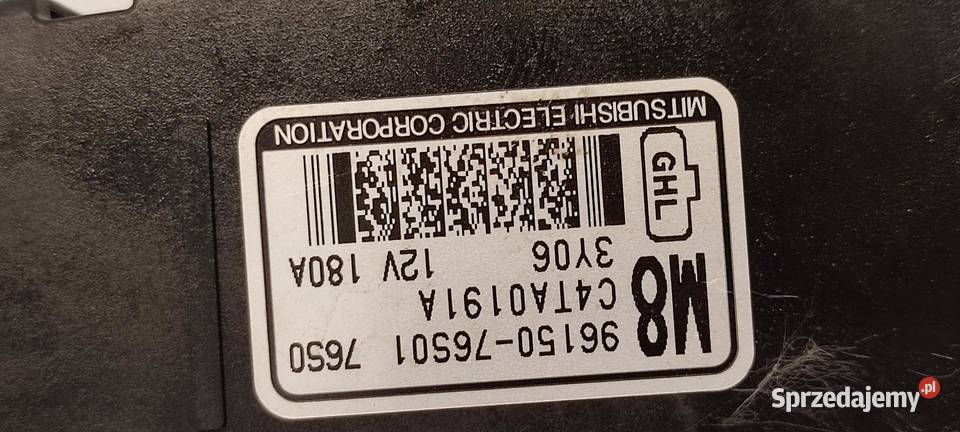 M8
96150-76S01 76S0
C4TA0191A
3Y06 12V 180A
GHL
MITSUBISHI ELECTRIC CORPORATION
Sprzedajemy.pl